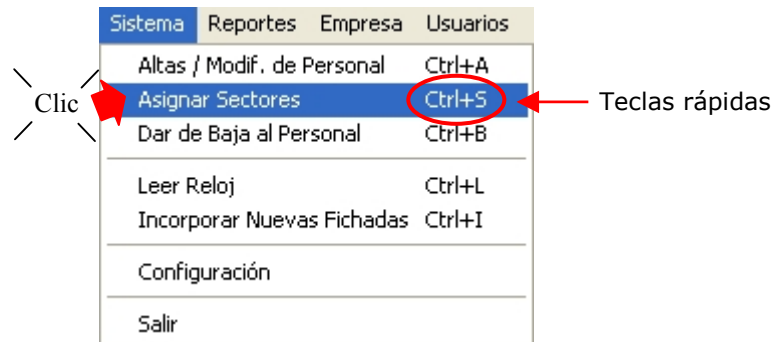 Sistema Reportes Empresa Usuarios
Altas / Modif. de Personal Ctrl+A
Clic Asignar Sectores Ctrl+S Teclas rápidas
Dar de Baja al Personal Ctrl+B
Leer Reloj Ctrl+L
Incorporar Nuevas Fichadas Ctrl+I
Configuración
Salir